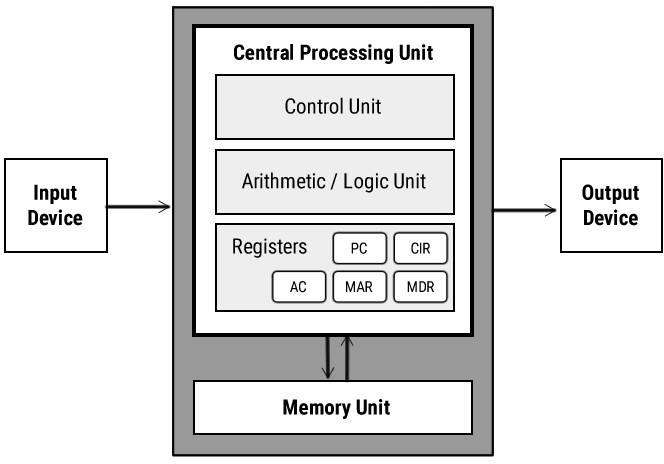 Central Processing Unit
Control Unit
Input
Device
Arithmetic / Logic Unit
Output
Device
Registers
PC
CIR
AC
MAR
MDR
Memory Unit